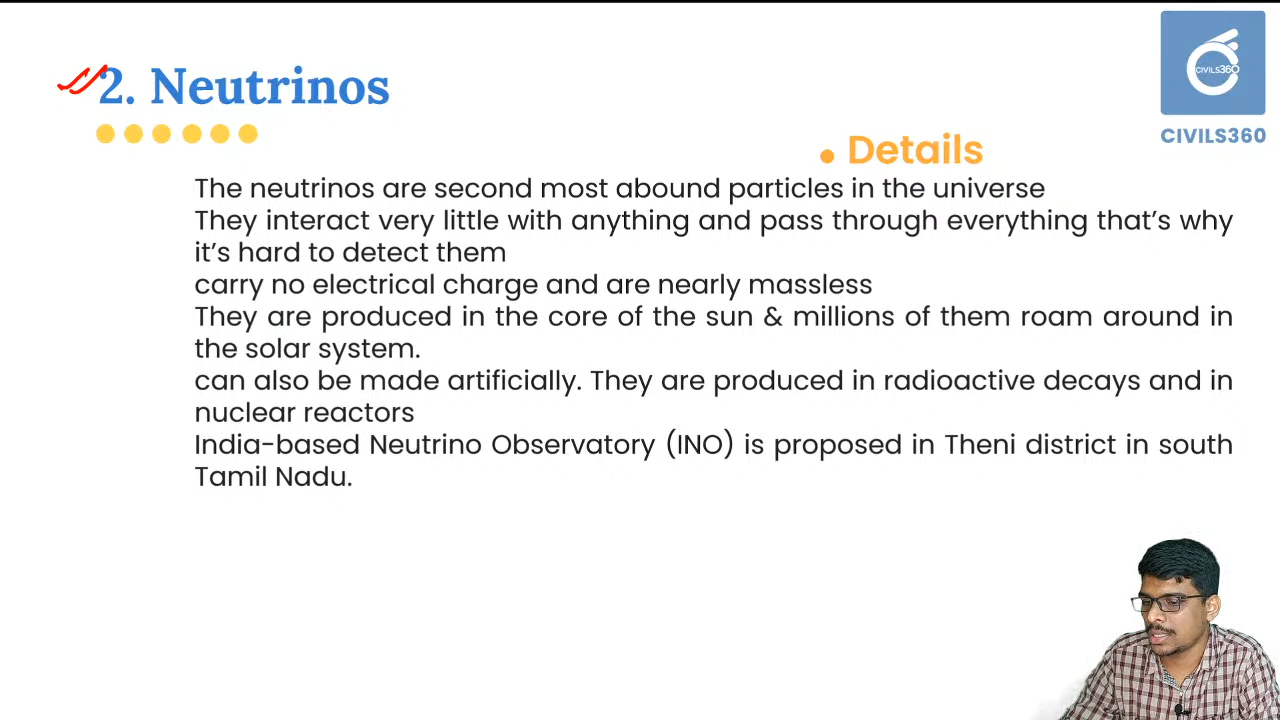 2. Neutrinos
CIVILS360
CIVILS360
• Details
The neutrinos are second most abound particles in the universe
They interact very little with anything and pass through everything that’s why
it’s hard to detect them
carry no electrical charge and are nearly massless
They are produced in the core of the sun & millions of them roam around in
the solar system.
can also be made artificially. They are produced in radioactive decays and in
nuclear reactors
India-based Neutrino Observatory (INO) is proposed in Theni district in south
Tamil Nadu.